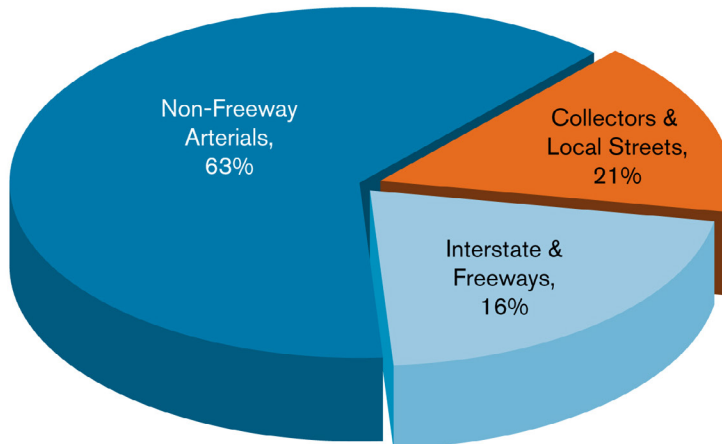 Non-Freeway
Arterials,
63%
Collectors &
Local Streets,
21%
Interstate &
Freeways,
16%